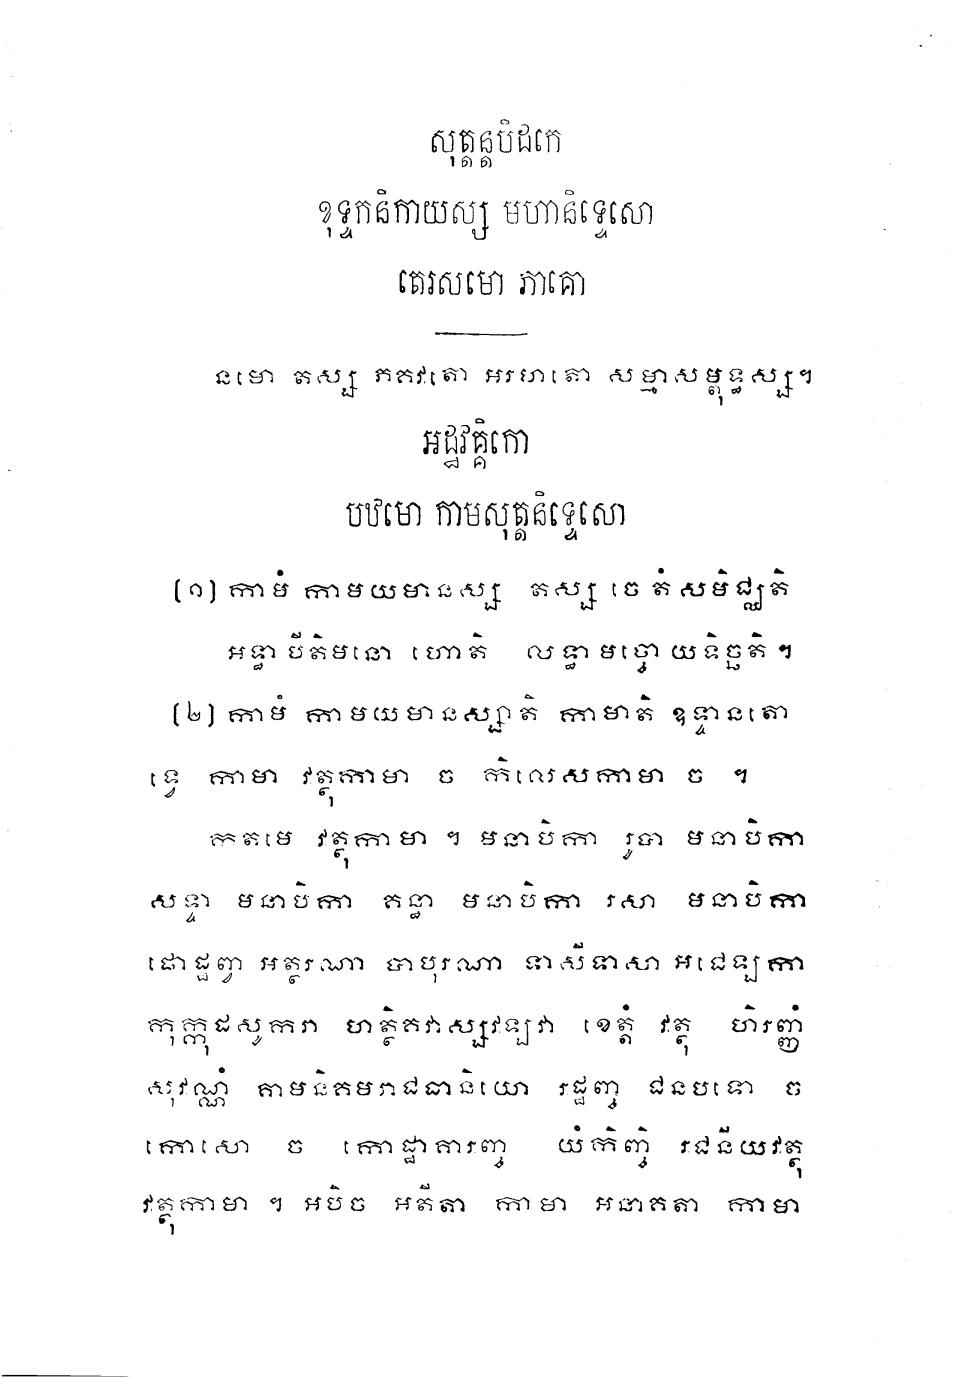 សុត្តន្តបិដកេ
ខុទ្ទកនិកាយស្ស មហានិទ្ទេសោ
តេរសមោ ភាគោ
នមោ តស្ស ភគវតោ អរហតោ សម្មាសម្ពុទ្ធស្ស។
អដ្ឋវគ្គិកោ
បឋមោ កាមសុត្តនិទ្ទេសោ
(១) កាមំ កាមយមានស្ស តស្ស ចេតំសមិជ្ឈតិ
អទ្ធា បីតិមនោ ហោតិ លទ្ធា មច្ចោ យទិច្ឆតិ។
(២) កាមំ កាមយមានស្សាតិ កាមាតិ ឧទ្ទានតោ
ទ្វេ កាមា វត្ថុកាមា ច កិលេសកាមា ច ។
កតមេ វត្ថុកាមា ។ មនាបិកា រូបា មនាបិកា
សទ្ទា មនាបិកា គន្ធា មនាបិកា រសា មនាបិកា
ផោដ្ឋព្វា អត្ថរណា បាបុរណា ទាសីទាសា អជេឡកា
កុក្កុដសូករា ហត្ថិគវាស្សវឡវា ខេត្តំ វត្ថុ ហិរញ្ញំ
សុវណ្ណំ គាមនិគមរាជធានិយោ រដ្ឋញ្ច ជនបទោ ច
កោសោ ច កោដ្ឋាគារញ្ច យំកិញ្ចិ រជនីយវត្ថុ
វត្ថុកាមា ។ អបិច អតីតា កាមា អនាគតា កាមា